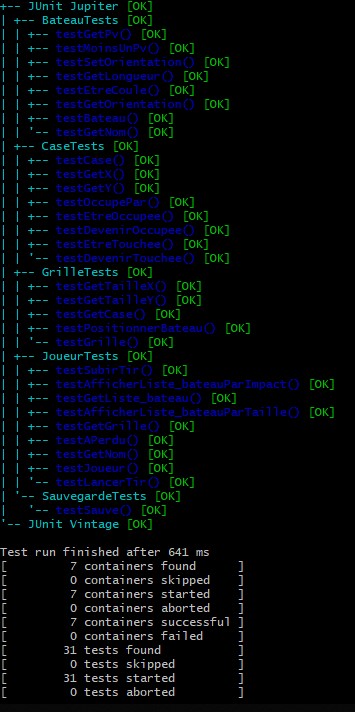 +-- JUnit Jupiter [OK]
| +-- BateauTests [OK]
| | +-- testGetPv() [OK]
| | +-- testMoinsUnPv() [OK]
| | +-- testSetOrientation() [OK]
| | +-- testGetLongueur() [OK]
| | +-- testEtreCoule() [OK]
| | +-- testGetOrientation() [OK]
| | +-- testBateau() [OK]
| | '-- testGetNom() [OK]
| +-- CaseTests [OK]
| | +-- testCase() [OK]
| | +-- testGetX() [OK]
| | +-- testGetY() [OK]
| | +-- testOccupePar() [OK]
| | +-- testEtreOccupee() [OK]
| | +-- testDevenirOccupee() [OK]
| | +-- testEtreTouchee() [OK]
| | '-- testDevenirTouchee() [OK]
| +-- GrilleTests [OK]
| | +-- testGetTailleX() [OK]
| | +-- testGetTailleY() [OK]
| | +-- testGetCase() [OK]
| | +-- testPositionnerBateau() [OK]
| | '-- testGrille() [OK]
| +-- JoueurTests [OK]
| | +-- testSubirTir() [OK]
| | +-- testAfficherListe_bateauParImpact() [OK]
| | +-- testGetListe_bateau() [OK]
| | +-- testAfficherListe_bateauParTaille() [OK]
| | +-- testGetGrille() [OK]
| | +-- testAPerdu() [OK]
| | +-- testGetNom() [OK]
| | +-- testJoueur() [OK]
| | '-- testLancerTir() [OK]
| '-- SauvegardeTests [OK]
|   '-- testSauve() [OK]
'-- JUnit Vintage [OK]
Test run finished after 641 ms
[         7 containers found      ]
[         0 containers skipped    ]
[         7 containers started    ]
[         0 containers aborted    ]
[         7 containers successful ]
[         0 containers failed     ]
[        31 tests found           ]
[         0 tests skipped         ]
[        31 tests started         ]
[         0 tests aborted         ]